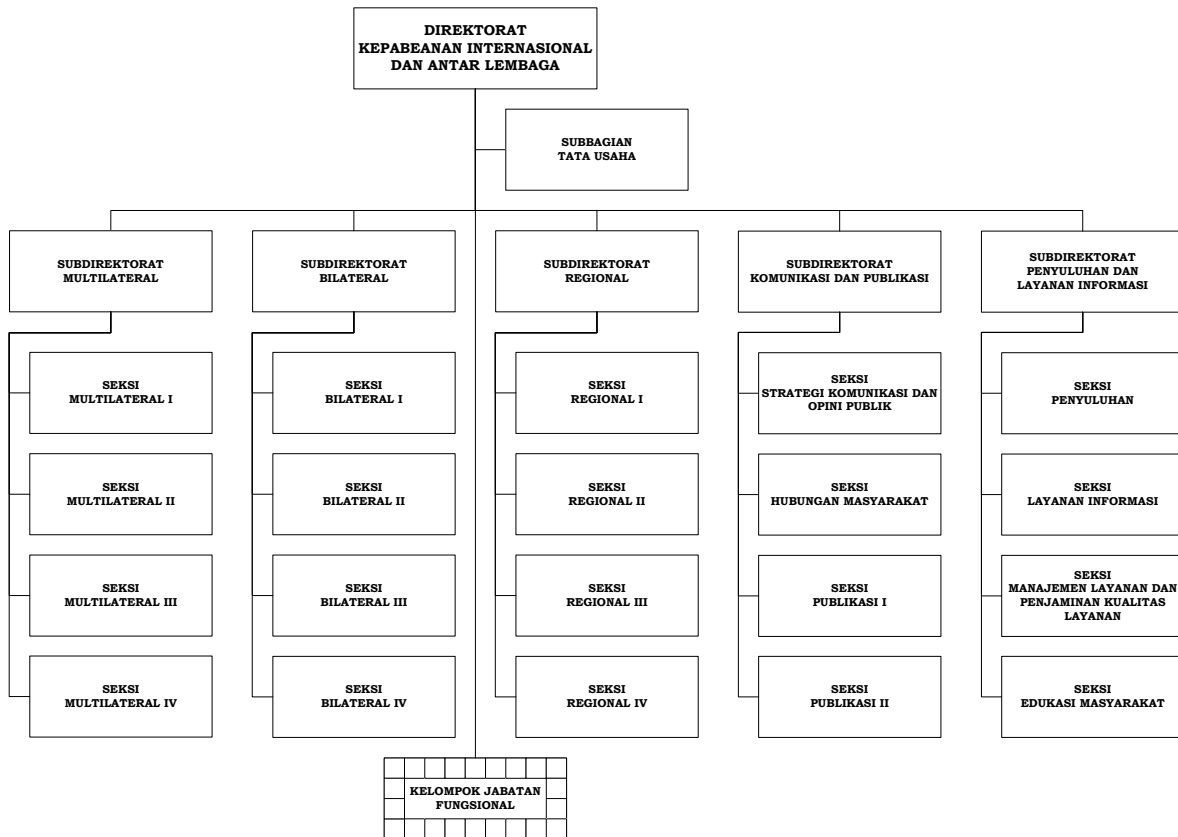 DIREKTORAT
KEPABEANAN INTERNASIONAL
DAN ANTAR LEMBAGA
SUBBAGIAN
TATA USAHA
SUBDIREKTORAT
MULTILATERAL
SUBDIREKTORAT
BILATERAL
SUBDIREKTORAT
REGIONAL
SUBDIREKTORAT
KOMUNIKASI DAN PUBLIKASI
SUBDIREKTORAT
PENYULUHAN DAN
LAYANAN INFORMASI
SEKSI
MULTILATERAL I
SEKSI
BILATERAL I
SEKSI
REGIONAL I
SEKSI
STRATEGI KOMUNIKASI DAN
OPINI PUBLIK
SEKSI
PENYULUHAN
SEKSI
MULTILATERAL II
SEKSI
BILATERAL II
SEKSI
REGIONAL II
SEKSI
HUBUNGAN MASYARAKAT
SEKSI
LAYANAN INFORMASI
SEKSI
MULTILATERAL III
SEKSI
BILATERAL III
SEKSI
REGIONAL III
SEKSI
PUBLIKASI I
SEKSI
MANAJEMEN LAYANAN DAN
PENJAMINAN KUALITAS
LAYANAN
SEKSI
MULTILATERAL IV
SEKSI
BILATERAL IV
SEKSI
REGIONAL IV
SEKSI
PUBLIKASI II
SEKSI
EDUKASI MASYARAKAT
KELOMPOK JABATAN
FUNGSIONAL